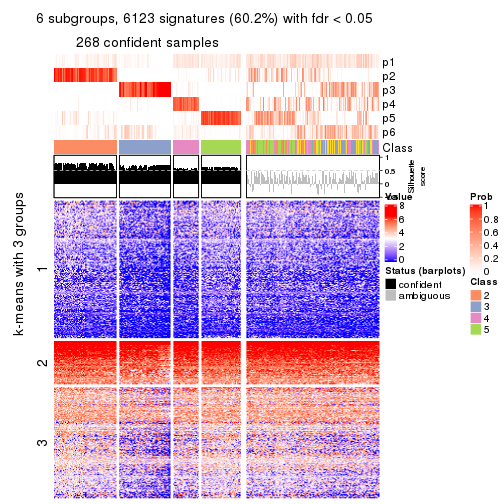 6 subgroups, 6123 signatures (60.2%) with fdr < 0.05
268 confident samples
p1
p2
p3
p4
p5
p6
Class
1
0.5
0
Silhouette
score
k-means with 3 groups
1
2
3
Value
8
6
4
2
0
Status (barplots)
confident
ambiguous
Prob
1
0.8
0.6
0.4
0.2
0
Class
2
3
4
5